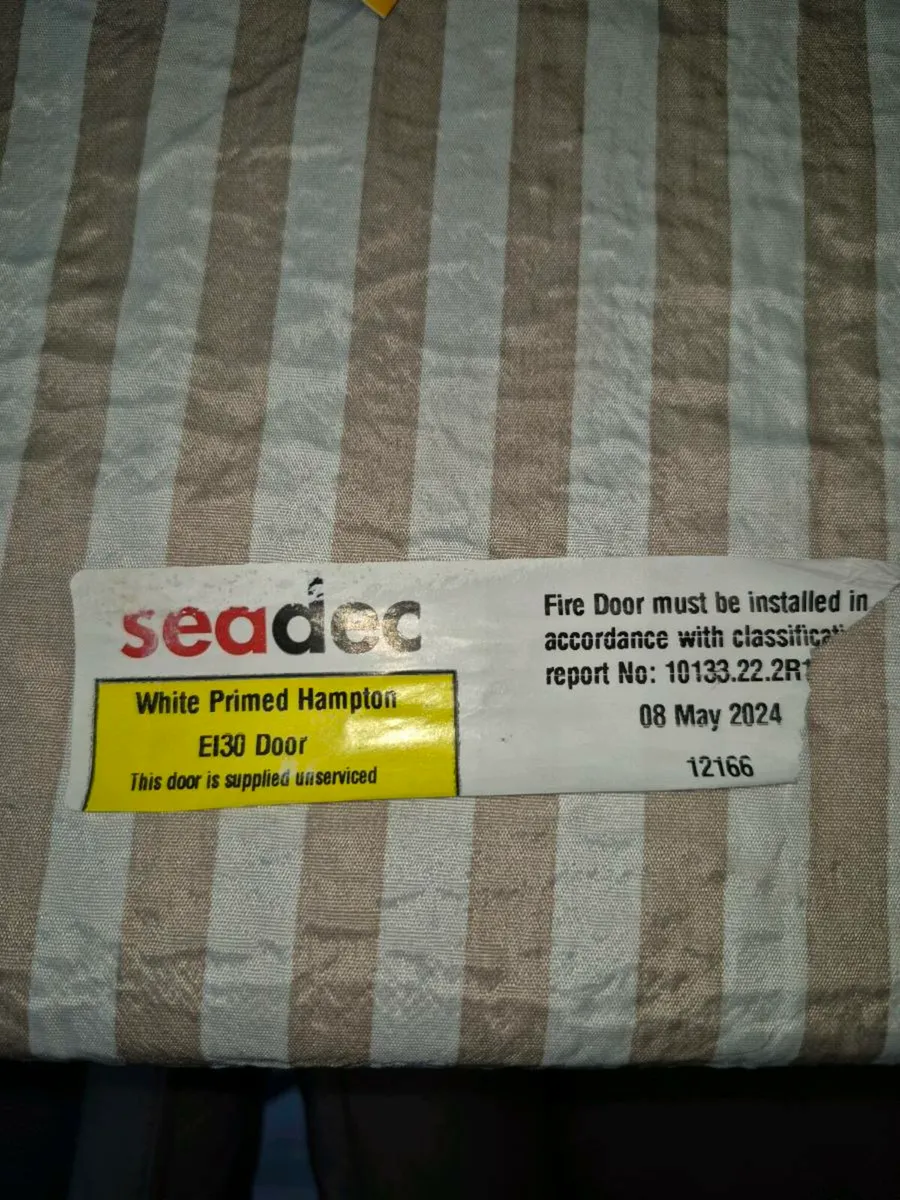 seadec
White Primed Hampton
EI30 Door
This door is supplied unserviced
Fire Door must be installed in
accordance with
report No: 10133.22.2R1
08 May 2024
12166